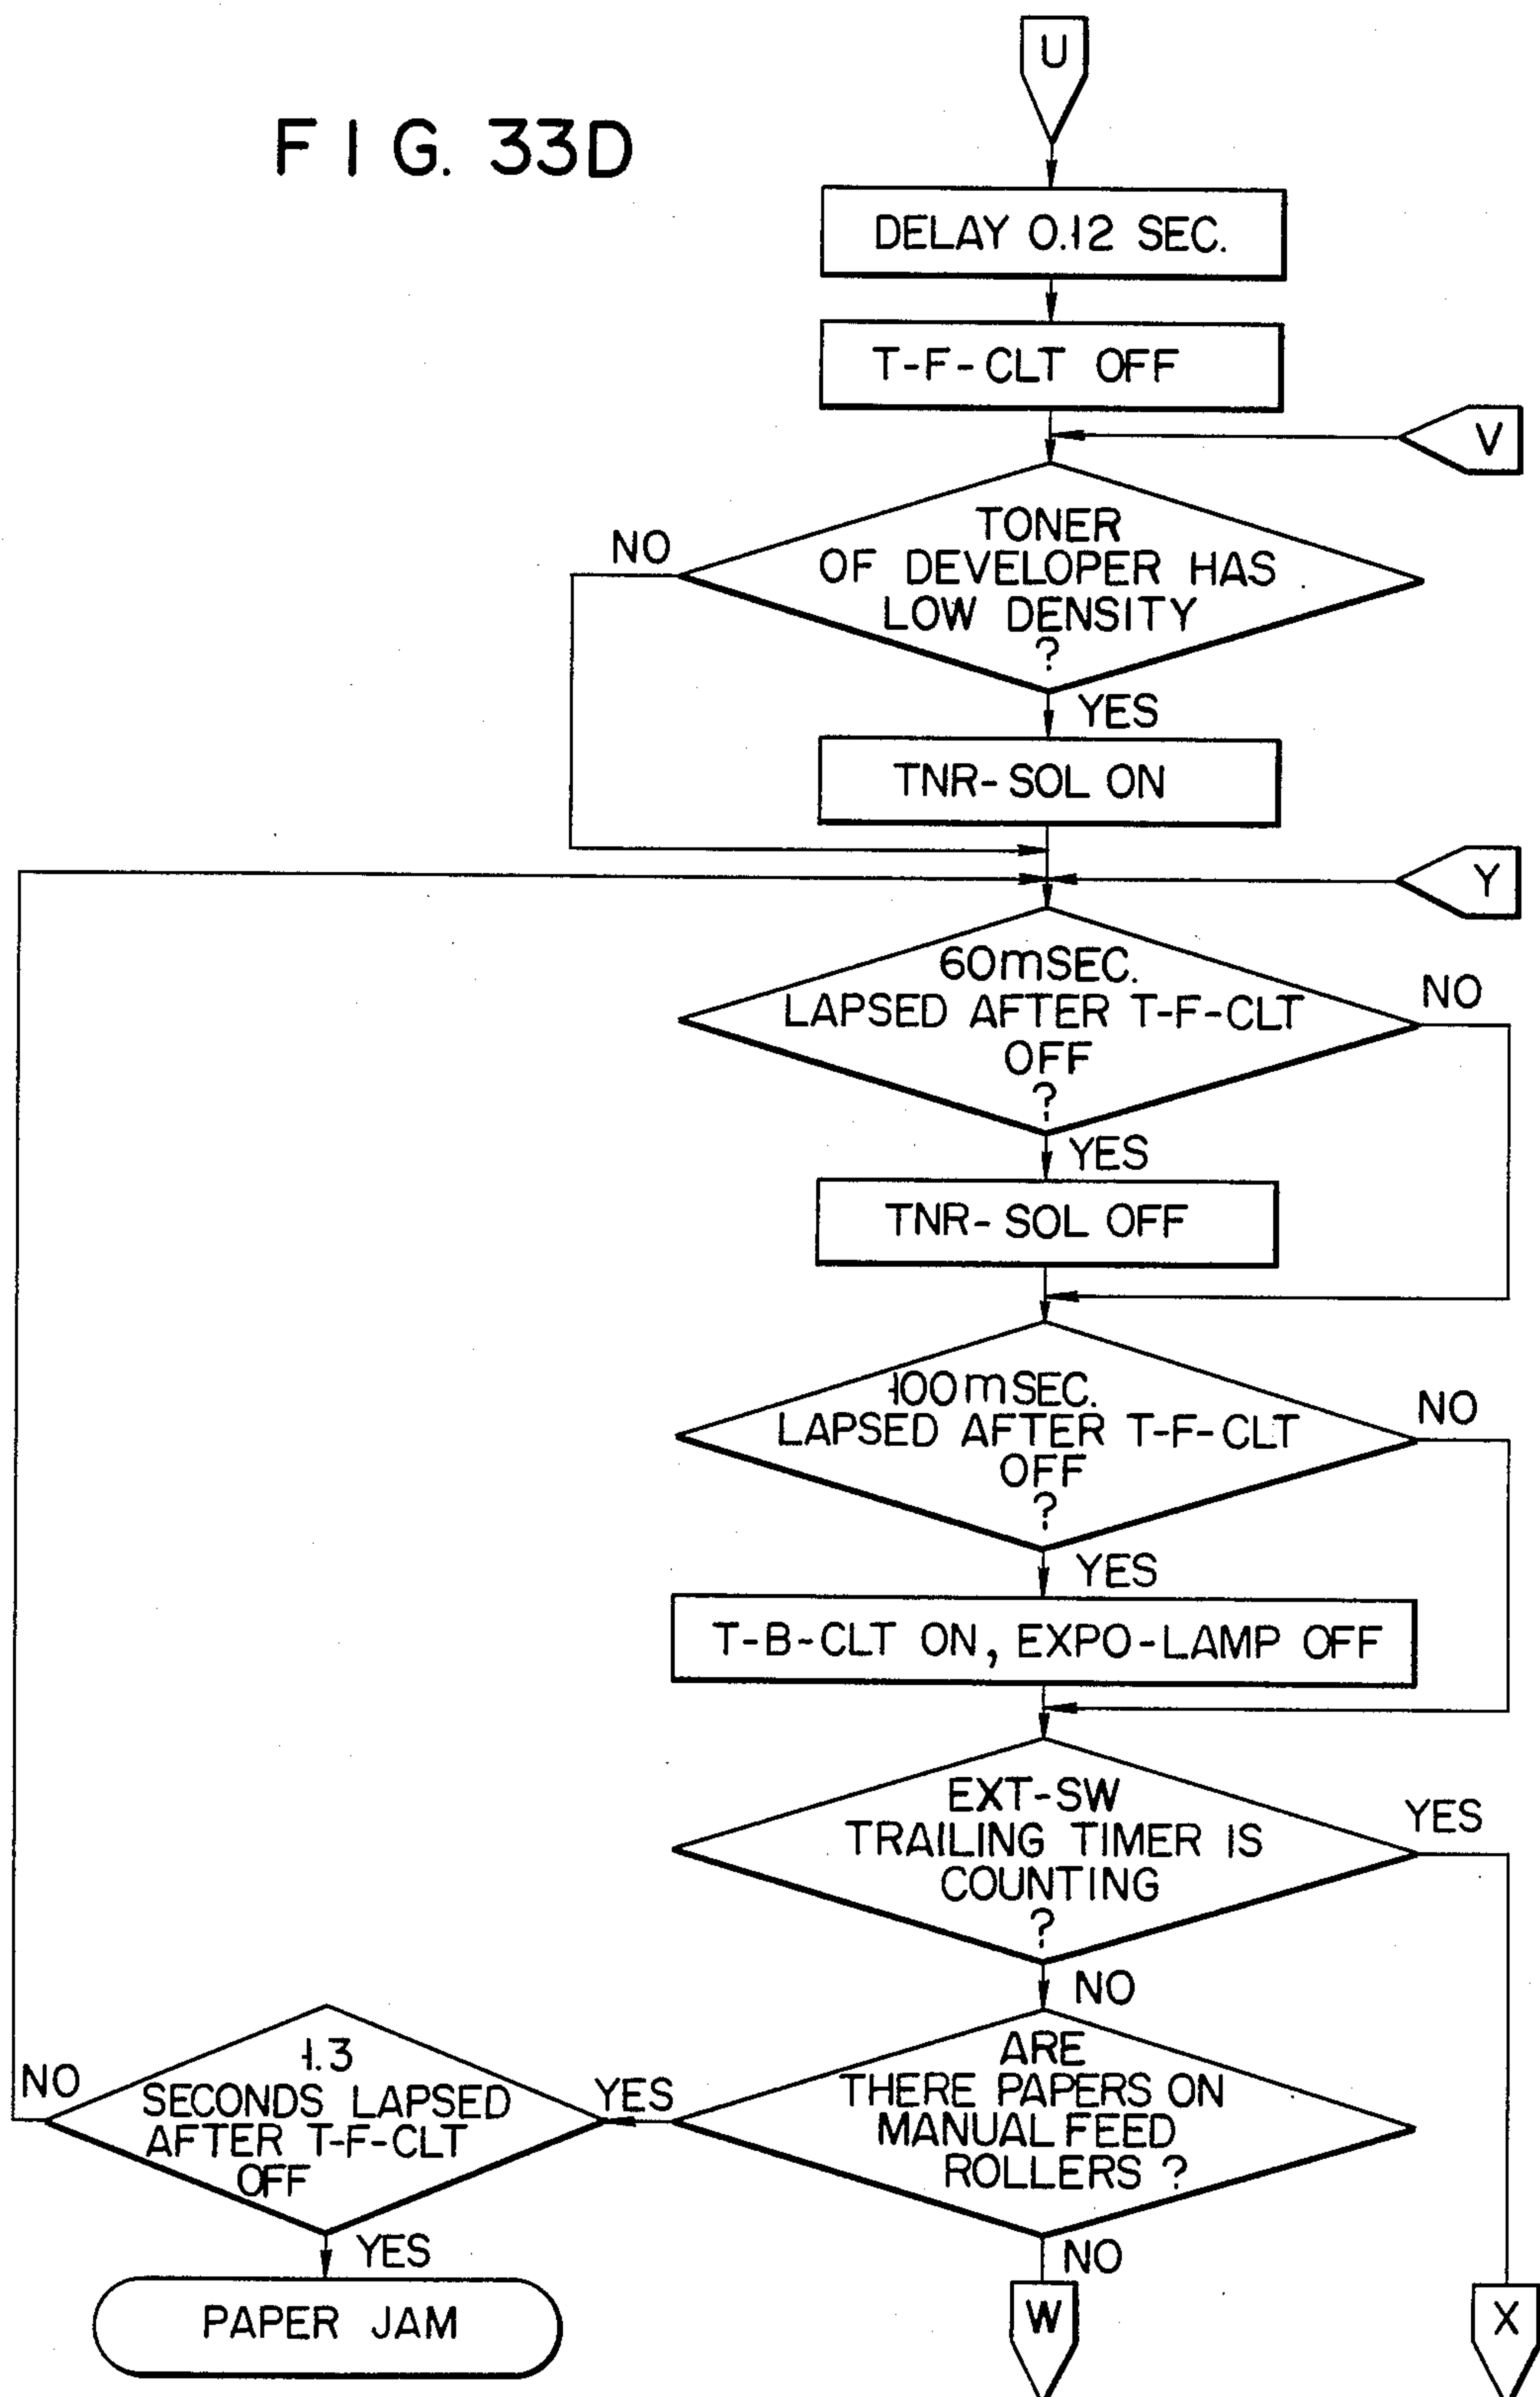 U
FIG. 33D
DELAY 0.12 SEC.
T-F-CLT OFF
V
TONER
NO
OF DEVELOPER HAS
LOW DENSITY
?
YES
TNR-SOL ON
Y
60mSEC.
LAPSED AFTER T-F-CLT
NO
OFF
?
YES
TNR-SOL OFF
100mSEC.
LAPSED AFTER T-F-CLT
NO
OFF
?
YES
T-B-CLT ON, EXPO-LAMP OFF
EXT-SW
TRAILING TIMER IS
YES
COUNTING
?
NO
ARE
THERE PAPERS ON
MANUAL FEED
ROLLERS ?
YES
1.3
SECONDS LAPSED
AFTER T-F-CLT
OFF
NO
YES
NO
PAPER JAM
W
X